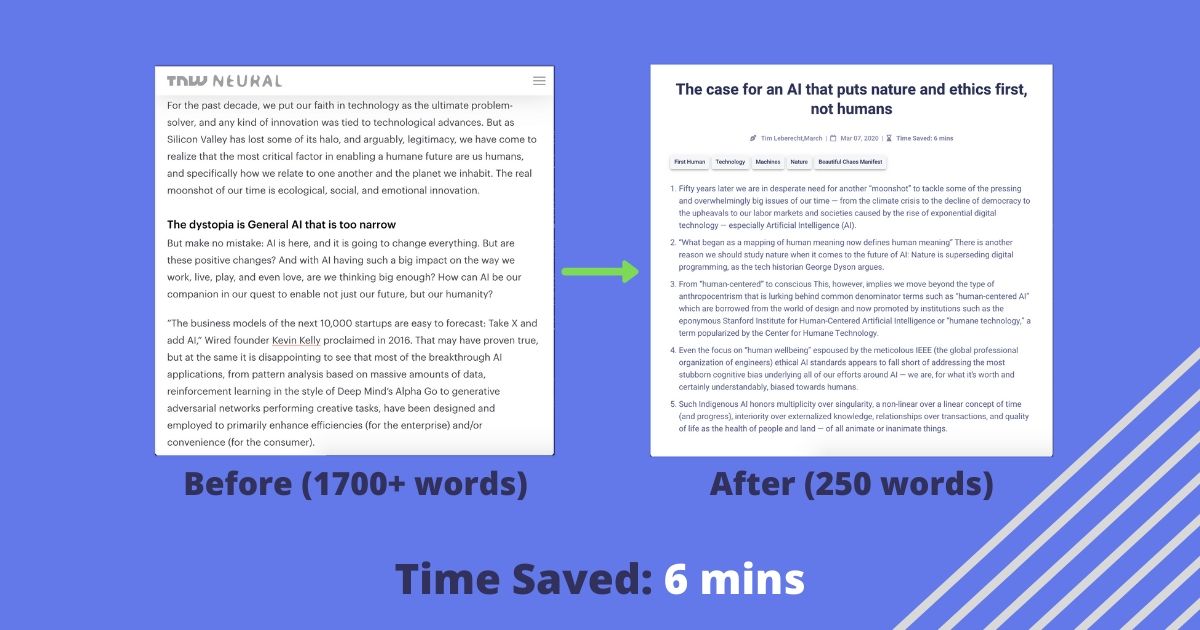 TNW NEURAL
For the past decade, we put our faith in technology as the ultimate problem-
solver, and any kind of innovation was tied to technological advances. But as
Silicon Valley has lost some of its halo, and arguably, legitimacy, we have come to
realize that the most critical factor in enabling a humane future are us humans,
and specifically how we relate to one another and the planet we inhabit. The real
moonshot of our time is ecological, social, and emotional innovation.
The dystopia is General AI that is too narrow
But make no mistake: AI is here, and it is going to change everything. But are
these positive changes? And with AI having such a big impact on the way we
work, live, play, and even love, are we thinking big enough? How can AI be our
companion in our quest to enable not just our future, but our humanity?
"The business models of the next 10,000 startups are easy to forecast: Take X and
add AI," Wired founder Kevin Kelly proclaimed in 2016. That may have proven true,
but at the same it is disappointing to see that most of the breakthrough AI
applications, from pattern analysis based on massive amounts of data,
reinforcement learning in the style of Deep Mind's Alpha Go to generative
adversarial networks performing creative tasks, have been designed and
employed to primarily enhance efficiencies (for the enterprise) and/or
convenience (for the consumer).
Before (1700+ words)
The case for an AI that puts nature and ethics first,
not humans
Tim Leberecht,March | Mar 07, 2020 | Time Saved: 6 mins
First Human Technology Machines Nature Beautiful Chaos Manifest
1. Fifty years later we are in desperate need for another "moonshot" to tackle some of the pressing
and overwhelmingly big issues of our time — from the climate crisis to the decline of democracy to
the upheavals to our labor markets and societies caused by the rise of exponential digital
technology — especially Artificial Intelligence (AI).
2. "What began as a mapping of human meaning now defines human meaning" There is another
reason we should study nature when it comes to the future of AI: Nature is superseding digital
programming, as the tech historian George Dyson argues.
3. From "human-centered" to conscious This, however, implies we move beyond the type of
anthropocentrism that is lurking behind common denominator terms such as "human-centered AI"
which are borrowed from the world of design and now promoted by institutions such as the
eponymous Stanford Institute for Human-Centered Artificial Intelligence or "humane technology," a
term popularized by the Center for Humane Technology.
4. Even the focus on "human wellbeing" espoused by the meticolous IEEE (the global professional
organization of engineers) ethical AI standards appears to fall short of addressing the most
stubborn cognitive bias underlying all of our efforts around AI — we are, for what it's worth and
certainly understandably, biased towards humans.
5. Such Indigenous AI honors multiplicity over singularity, a non-linear over a linear concept of time
(and progress), interiority over externalized knowledge, relationships over transactions, and quality
of life as the health of people and land — of all animate or inanimate things.
After (250 words)
Time Saved: 6 mins